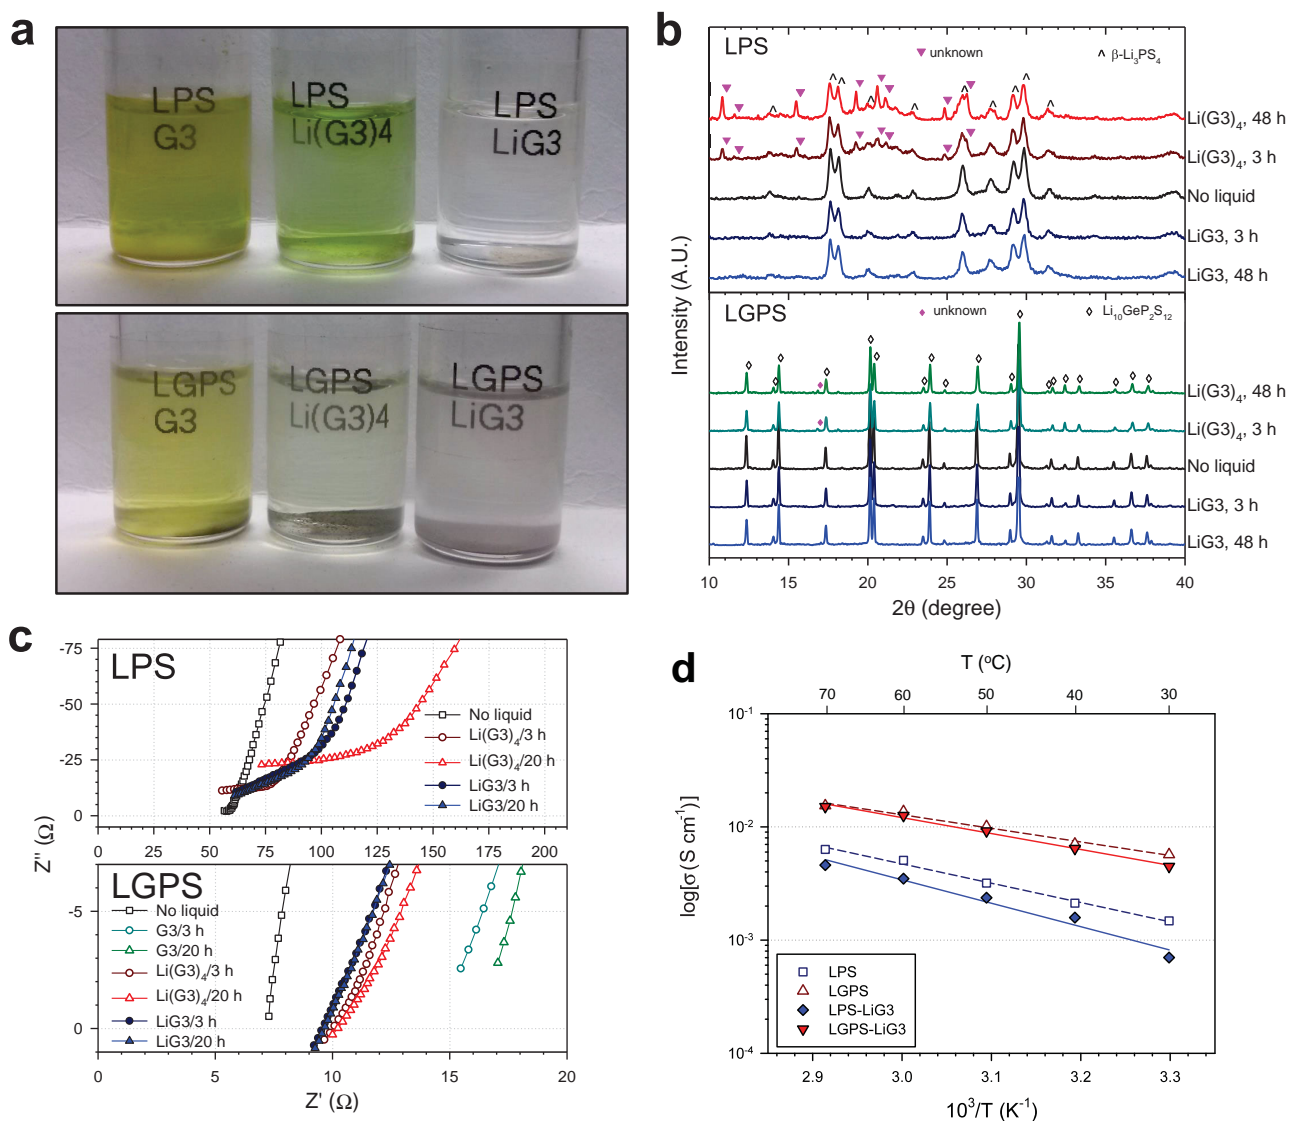 a
LPS
G3
LPS
Li(G3)4
LPS
LiG3
LGPS
G3
LGPS
Li(G3)4
LGPS
LiG3
b
LPS
unknown
^ β-Li₃PS₄
Li(G3)₄, 48 h
Li(G3)₄, 3 h
No liquid
LiG3, 3 h
LiG3, 48 h
LGPS
unknown
Li₁₀GeP₂S₁₂
Li(G3)₄, 48 h
Li(G3)₄, 3 h
No liquid
LiG3, 3 h
LiG3, 48 h
Intensity (A.U.)
10 15 20 25 30 35 40
2θ (degree)
c
LPS
-75
-50
-25
0
No liquid
Li(G3)₄/3 h
Li(G3)₄/20 h
LiG3/3 h
LiG3/20 h
0 25 50 75 100 125 150 175 200
LGPS
-5
0
No liquid
G3/3 h
G3/20 h
Li(G3)₄/3 h
Li(G3)₄/20 h
LiG3/3 h
LiG3/20 h
0 5 10 15 20
Z' (Ω)
Z'' (Ω)
d
T (ºC)
70 60 50 40 30
10⁻¹
10⁻²
10⁻³
10⁻⁴
log[σ (S cm⁻¹)]
LPS
LGPS
LPS-LiG3
LGPS-LiG3
2.9 3.0 3.1 3.2 3.3
10³/T (K⁻¹)